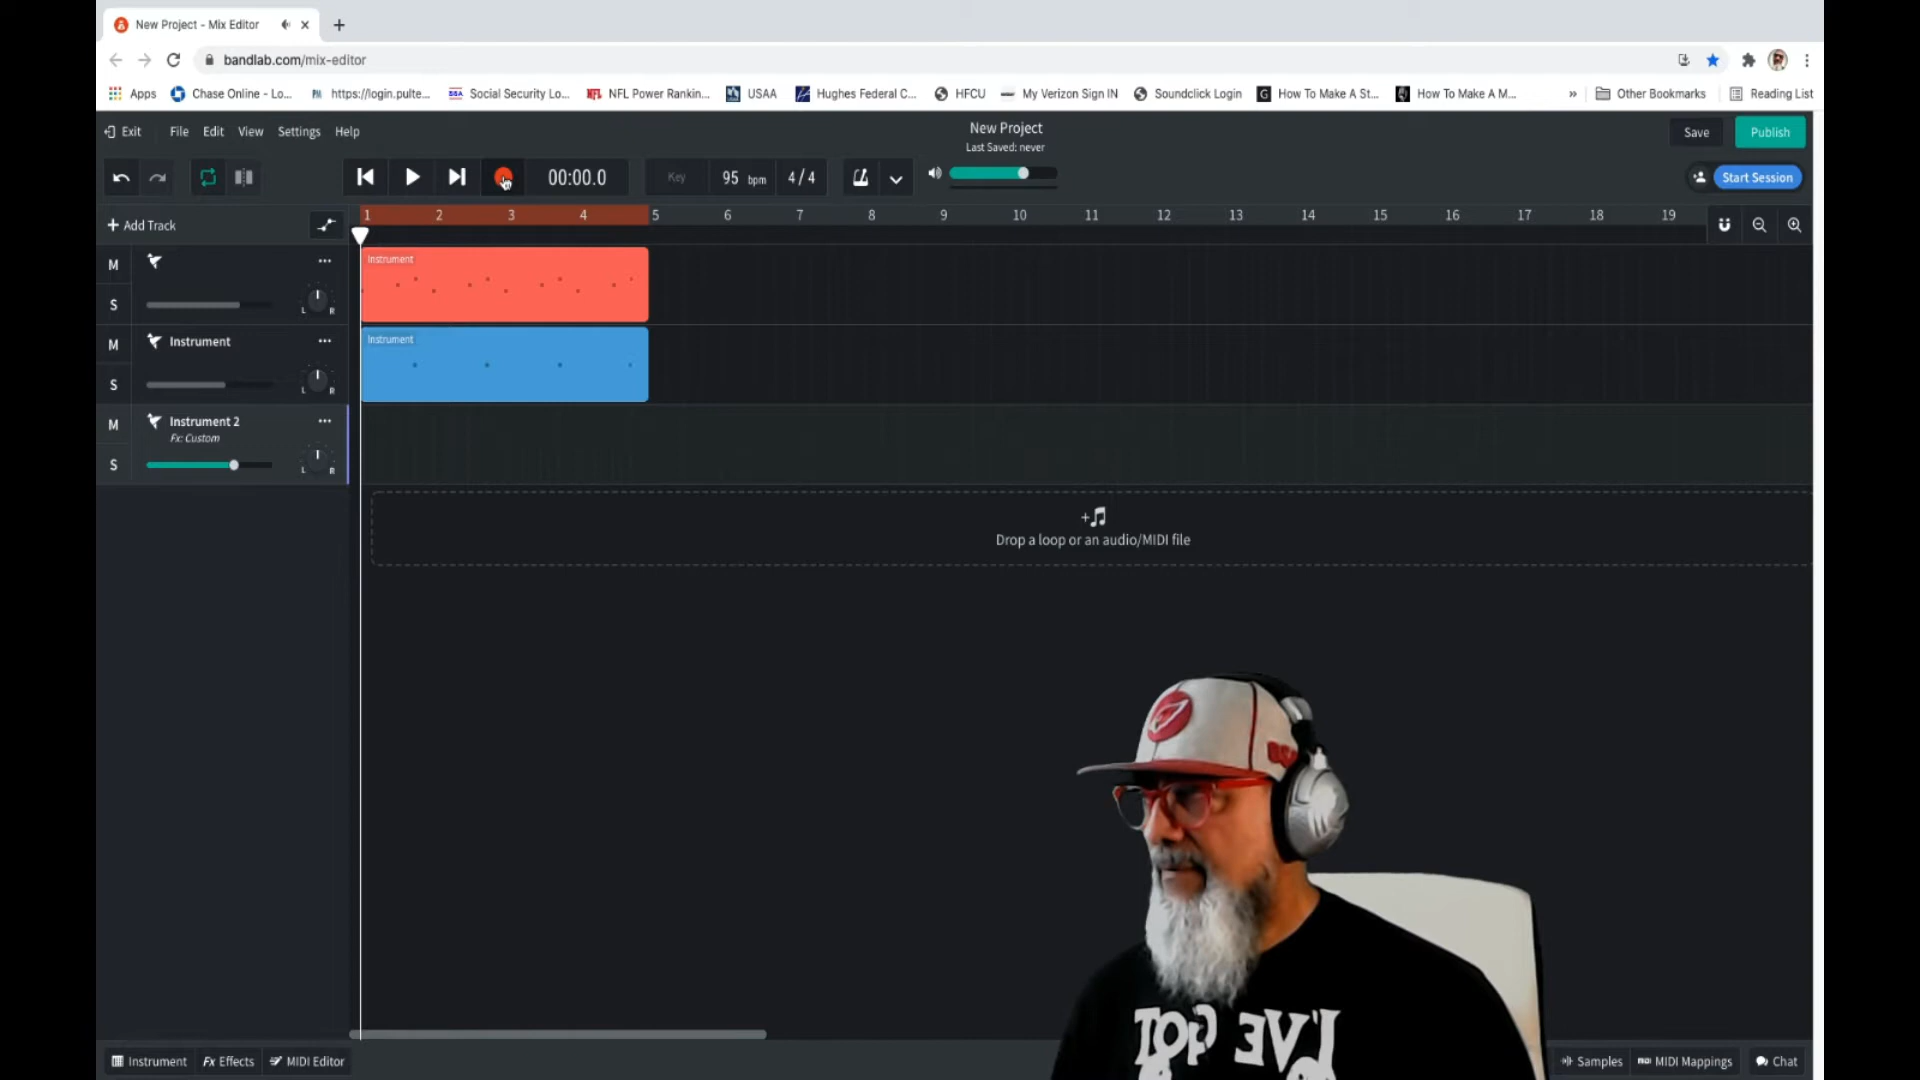 New Project - Mix Editor
bandlab.com/mix-editor
Apps Chase Online - Lo... https://login.pulte... SSA Social Security Lo... NFL Power Rankin... USAA Hughes Federal C... HFCU My Verizon Sign IN Soundclick Login How To Make A St... How To Make A M... » Other Bookmarks Reading List
Exit File Edit View Settings Help
New Project
Last Saved: never
Save Publish
00:00.0 Key 95 bpm 4/4
Start Session
+ Add Track
1 2 3 4 5 6 7 8 9 10 11 12 13 14 15 16 17 18 19
M
S
L R
Instrument
M Instrument
S
L R
Instrument
M Instrument 2
Fx: Custom
S
L R
Drop a loop or an audio/MIDI file
I'VE GOT
Instrument Fx Effects MIDI Editor
Samples MIDI Mappings Chat